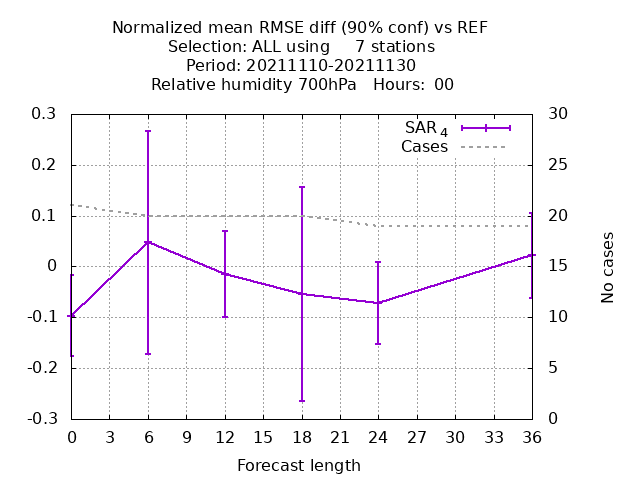 Normalized mean RMSE diff (90% conf) vs REF
Selection: ALL using     7 stations
Period: 20211110-20211130
Relative humidity 700hPa   Hours:  00
SAR 4
Cases
0.3
0.2
0.1
0
-0.1
-0.2
-0.3
30
25
20
15
10
5
0
No cases
0 3 6 9 12 15 18 21 24 27 30 33 36
Forecast length